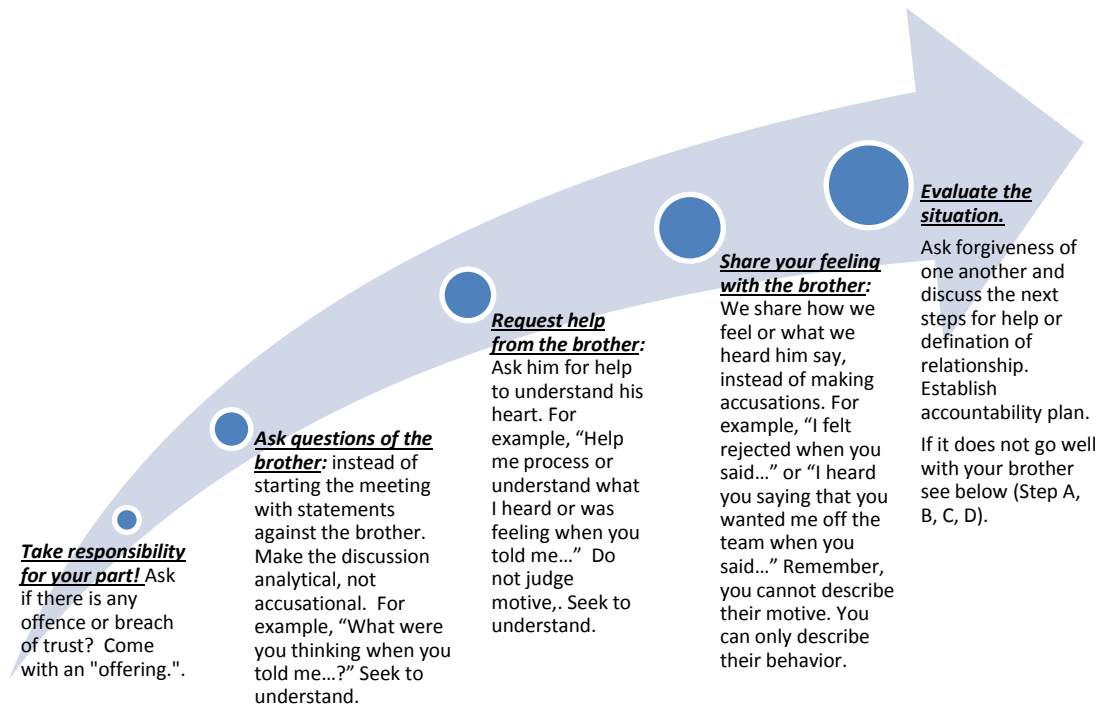 Take responsibility
for your part! Ask
if there is any
offence or breach
of trust?  Come
with an "offering.".
Ask questions of the
brother: instead of
starting the meeting
with statements
against the brother.
Make the discussion
analytical, not
accusational.  For
example, “What were
you thinking when you
told me…?” Seek to
understand.
Request help
from the brother:
Ask him for help
to understand his
heart. For
example, “Help
me process or
understand what
I heard or was
feeling when you
told me…”  Do
not judge
motive,. Seek to
understand.
Share your feeling
with the brother:
We share how we
feel or what we
heard him say,
instead of making
accusations. For
example, “I felt
rejected when you
said…” or “I heard
you saying that you
wanted me off the
team when you
said…” Remember,
you cannot describe
their motive. You
can only describe
their behavior.
Evaluate the
situation.
Ask forgiveness of
one another and
discuss the next
steps for help or
defination of
relationship.
Establish
accountability plan.
If it does not go well
with your brother
see below (Step A,
B, C, D).